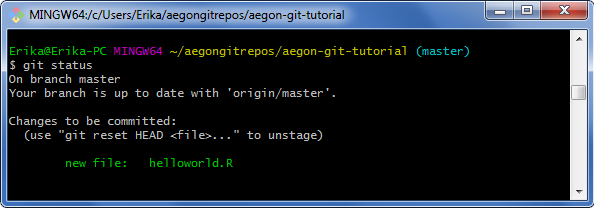 MINGW64:/c/Users/Erika/aegongitrepos/aegon-git-tutorial
Erika@Erika-PC MINGW64 ~/aegongitrepos/aegon-git-tutorial (master)
$ git status
On branch master
Your branch is up to date with 'origin/master'.
Changes to be committed:
(use "git reset HEAD <file>..." to unstage)
new file:   helloworld.R